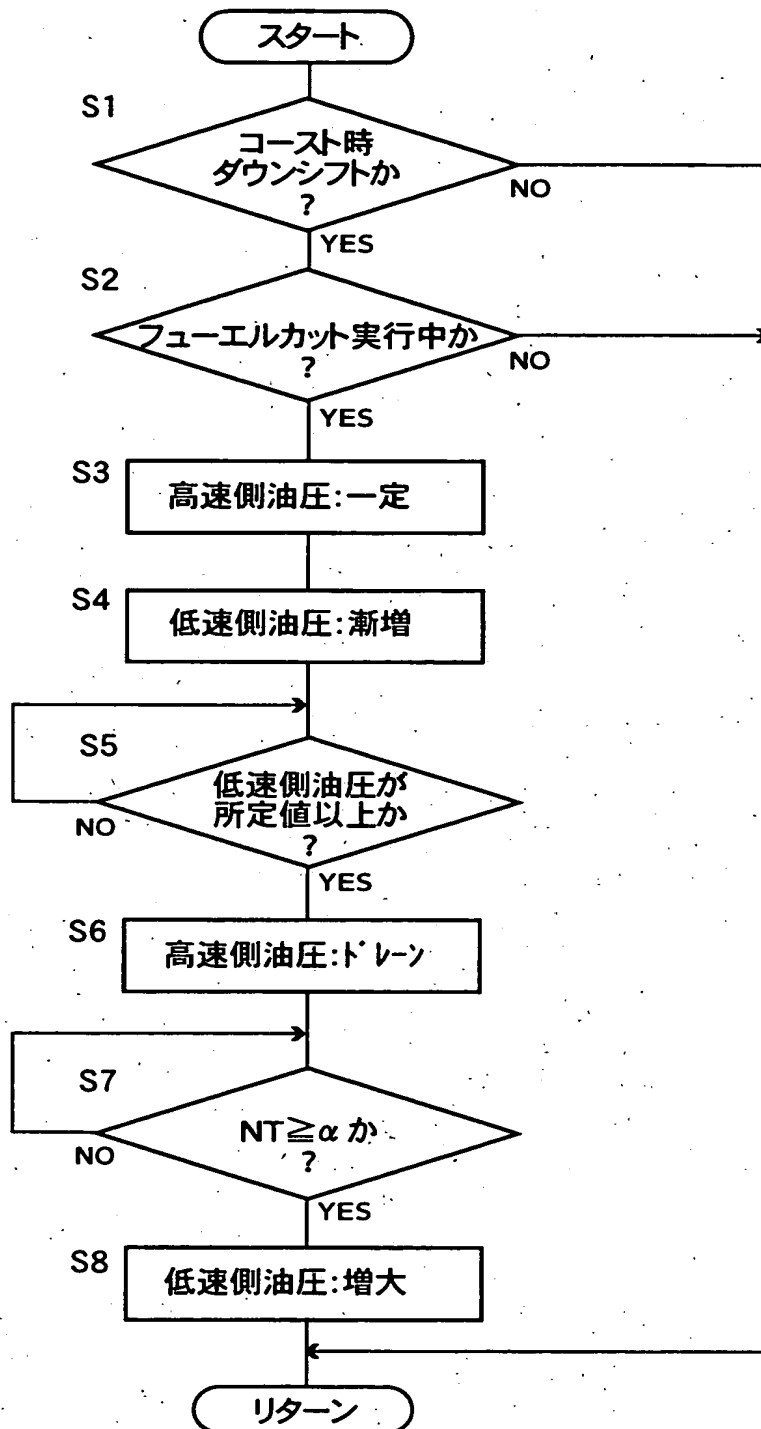 スタート
S1
コースト時
ダウンシフトか
?
NO
YES
S2
フューエルカット実行中か
?
NO
YES
S3
高速側油圧:一定
S4
低速側油圧:漸増
S5
低速側油圧が
所定値以上か
?
NO
YES
S6
高速側油圧:ドレーン
S7
NT≧αか
?
NO
YES
S8
低速側油圧:増大
リターン